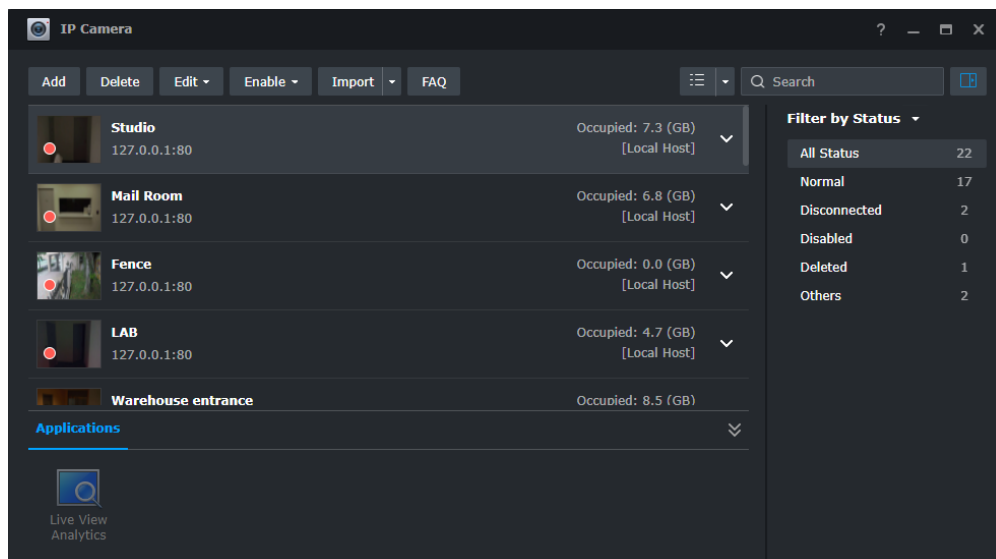 IP Camera
?
Add Delete Edit Enable Import FAQ Search
Studio Occupied: 7.3 (GB)
127.0.0.1:80 [Local Host]
Mail Room Occupied: 6.8 (GB)
127.0.0.1:80 [Local Host]
Fence Occupied: 0.0 (GB)
127.0.0.1:80 [Local Host]
LAB Occupied: 4.7 (GB)
127.0.0.1:80 [Local Host]
Warehouse entrance Occupied: 8.5 (GB)
Filter by Status
All Status 22
Normal 17
Disconnected 2
Disabled 0
Deleted 1
Others 2
Applications
Live View
Analytics